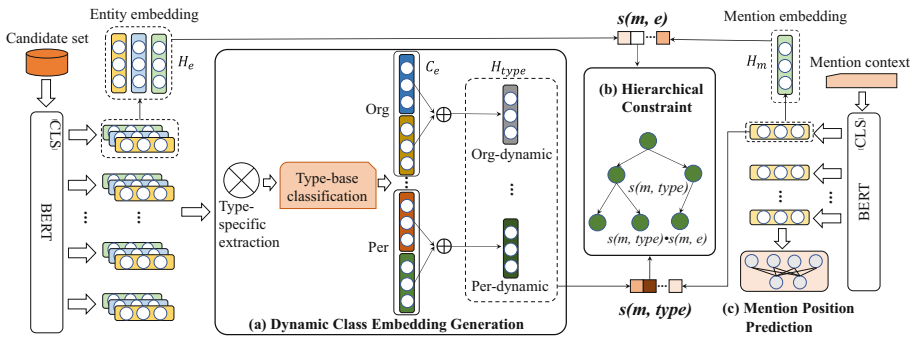 Candidate set
Entity embedding
H_e
[CLS]
BERT
...
...
Type-
specific
extraction
Type-base
classification
C_e
Org
...
Per
H_type
Org-dynamic
...
Per-dynamic
(a) Dynamic Class Embedding Generation
s(m, e)
...
(b) Hierarchical
Constraint
s(m, type)
s(m, type)•s(m, e)
...
s(m, type)
Mention embedding
H_m
Mention context
[CLS]
BERT
...
...
(c) Mention Position
Prediction